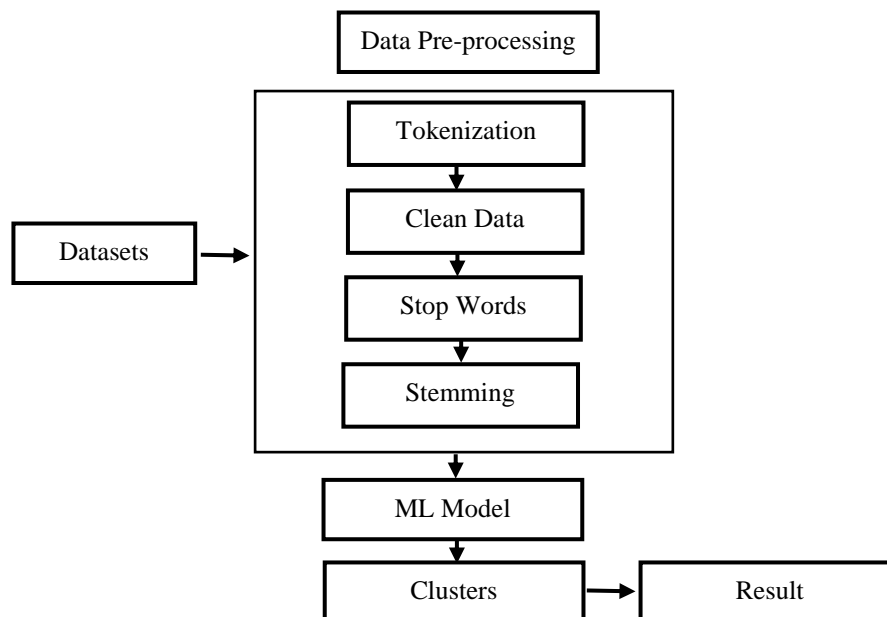 Data Pre-processing
Tokenization
Clean Data
Datasets
Stop Words
Stemming
ML Model
Clusters
Result